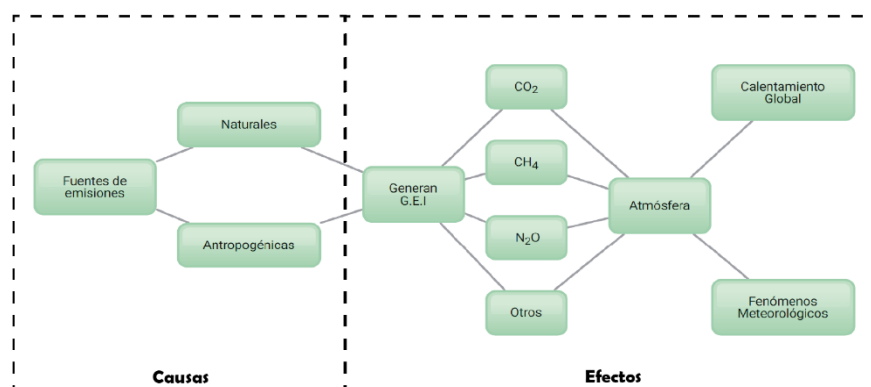 Fuentes de
emisiones
Naturales
Antropogénicas
Generan
G.E.I
CO₂
CH₄
N₂O
Otros
Atmósfera
Calentamiento
Global
Fenómenos
Meteorológicos
Causas
Efectos